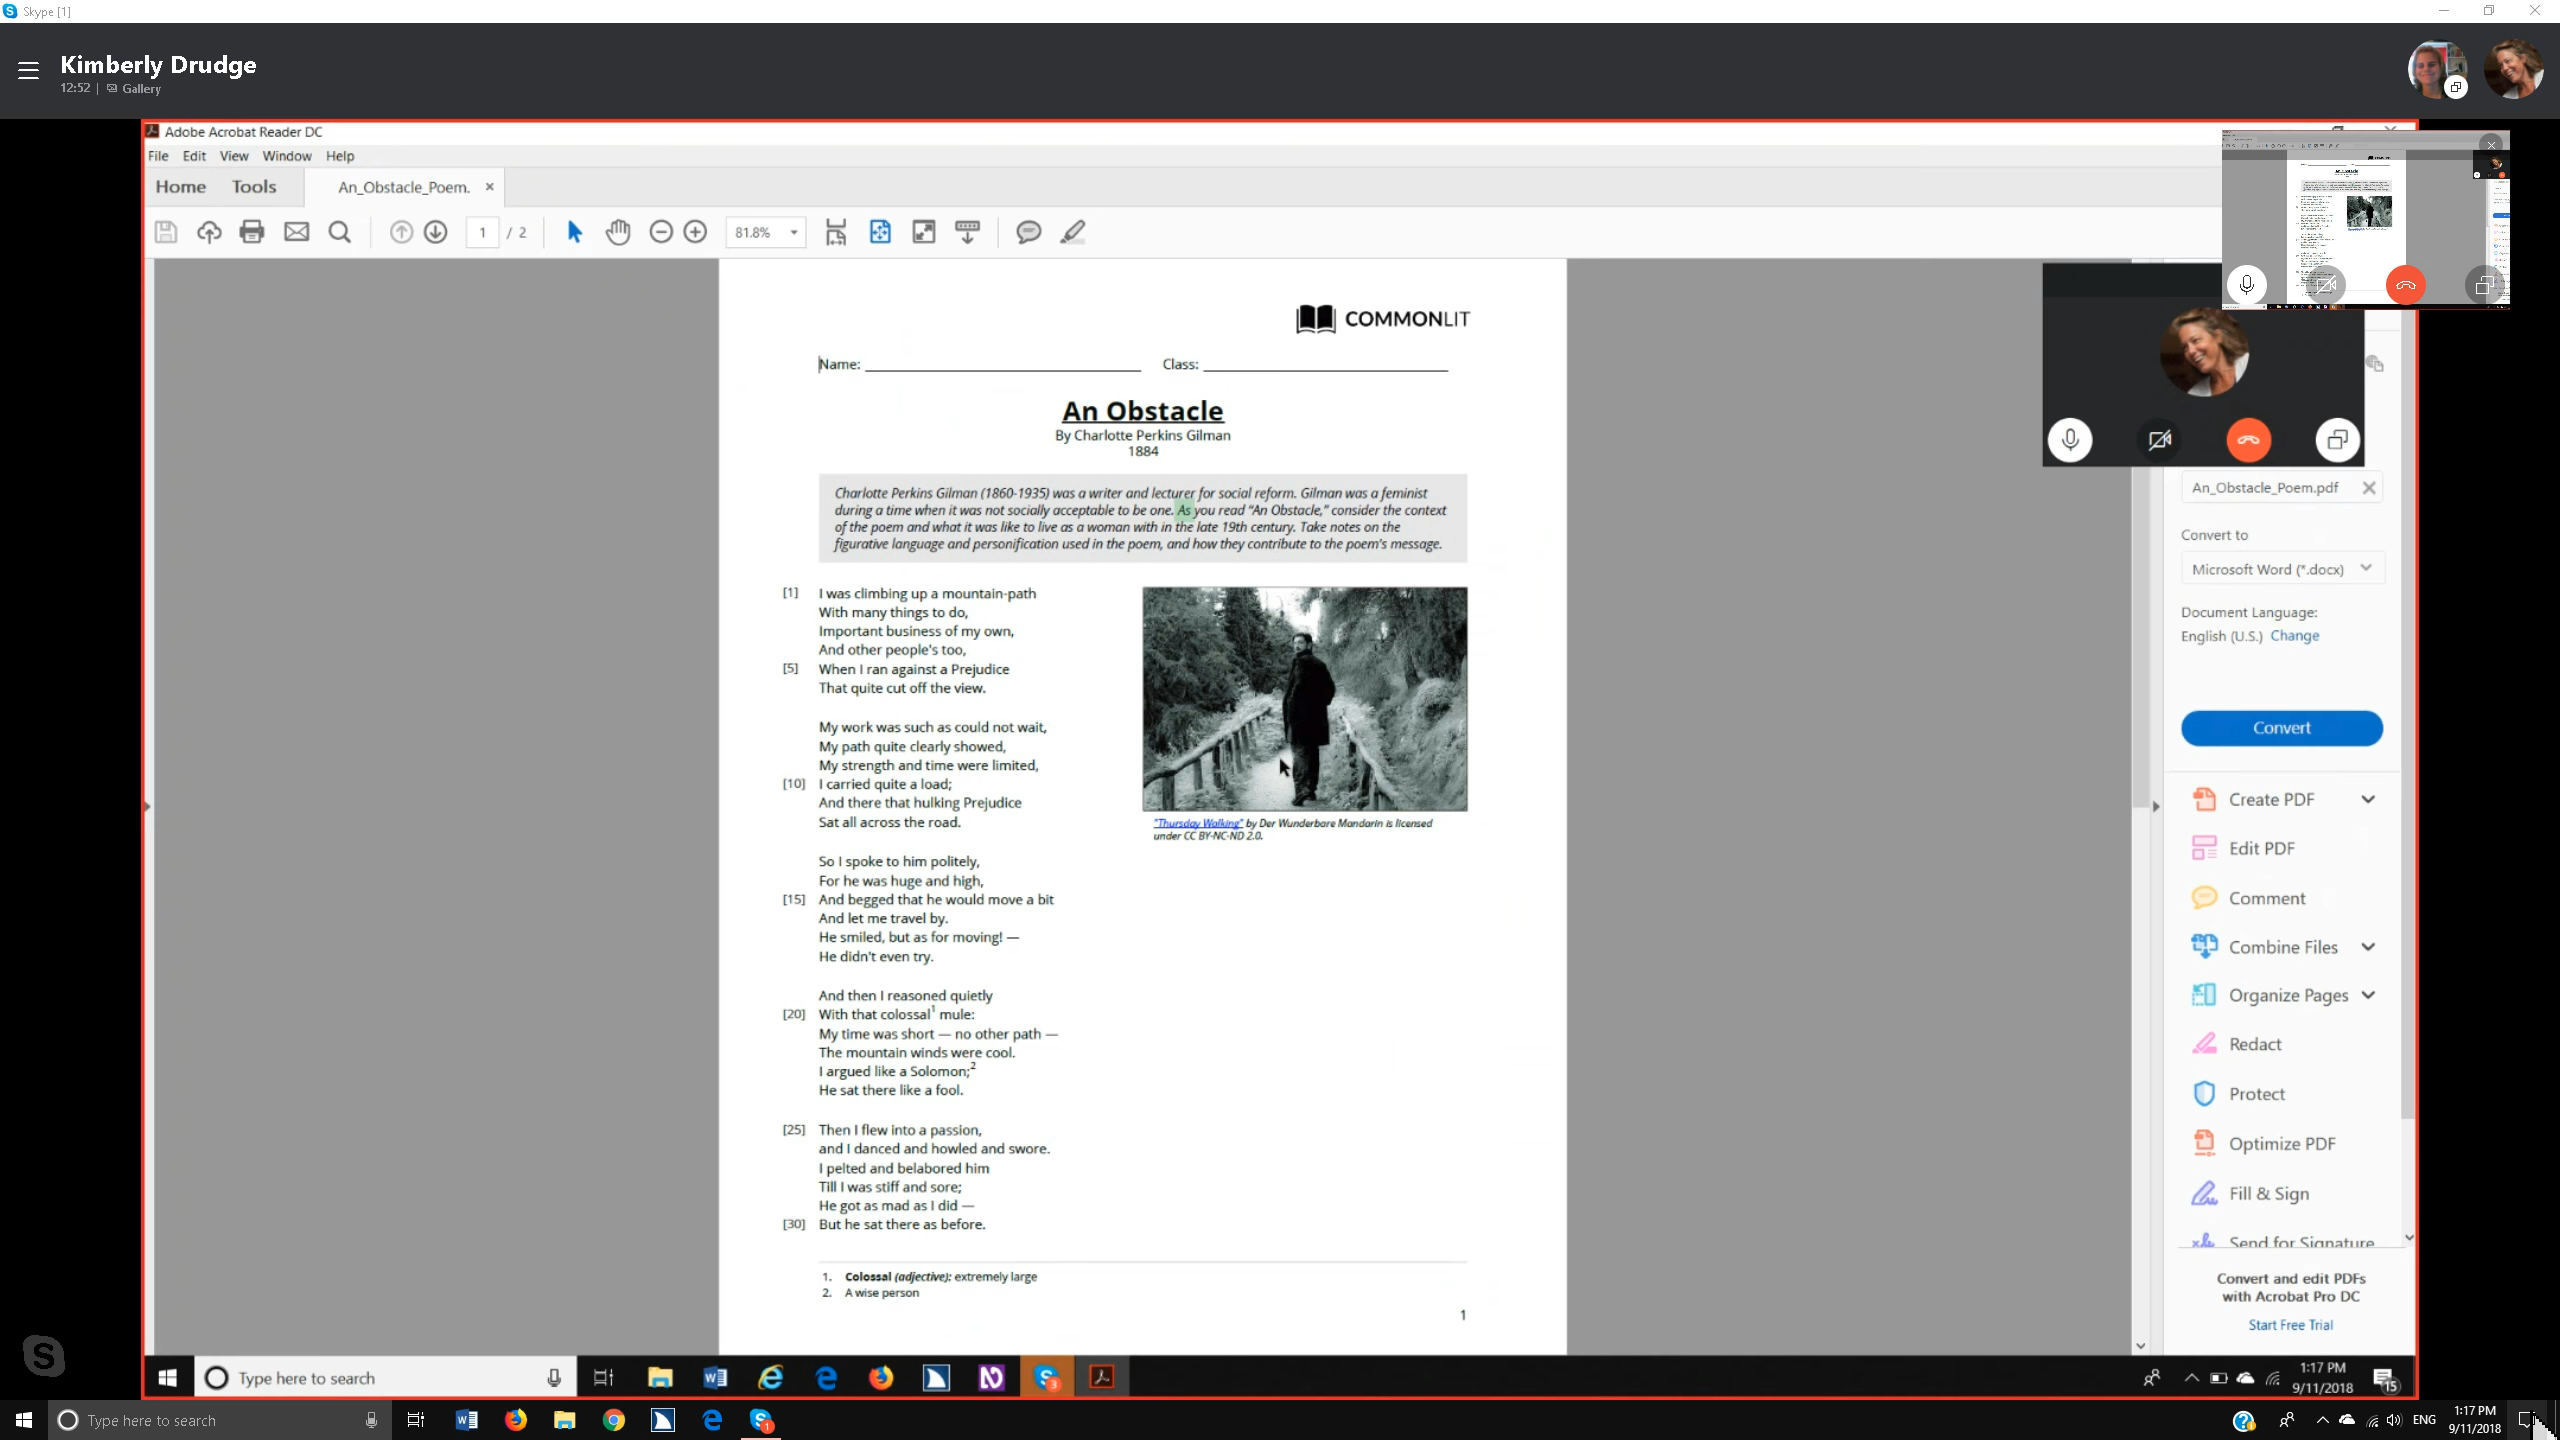 Skype [1]
Kimberly Drudge
12:52 | Gallery
Adobe Acrobat Reader DC
File Edit View Window Help
Home Tools An_Obstacle_Poem. ×
1 / 2 81.8%
COMMONLIT
Name: Class:
An Obstacle
By Charlotte Perkins Gilman
1884
Charlotte Perkins Gilman (1860-1935) was a writer and lecturer for social reform. Gilman was a feminist
during a time when it was not socially acceptable to be one. As you read “An Obstacle,” consider the context
of the poem and what it was like to live as a woman with in the late 19th century. Take notes on the
figurative language and personification used in the poem, and how they contribute to the poem's message.
[1] I was climbing up a mountain-path
With many things to do,
Important business of my own,
And other people's too,
[5] When I ran against a Prejudice
That quite cut off the view.
My work was such as could not wait,
My path quite clearly showed,
My strength and time were limited,
[10] I carried quite a load;
And there that hulking Prejudice
Sat all across the road.
So I spoke to him politely,
For he was huge and high,
[15] And begged that he would move a bit
And let me travel by.
He smiled, but as for moving! —
He didn't even try.
And then I reasoned quietly
[20] With that colossal1 mule:
My time was short — no other path —
The mountain winds were cool.
I argued like a Solomon;2
He sat there like a fool.
[25] Then I flew into a passion,
and I danced and howled and swore.
I pelted and belabored him
Till I was stiff and sore;
He got as mad as I did —
[30] But he sat there as before.
"Thursday Walking" by Der Wunderbare Mandarin is licensed
under CC BY-NC-ND 2.0.
1. Colossal (adjective): extremely large
2. A wise person
1
An_Obstacle_Poem.pdf
Convert to
Microsoft Word (*.docx)
Document Language:
English (U.S.) Change
Convert
Create PDF
Edit PDF
Comment
Combine Files
Organize Pages
Redact
Protect
Optimize PDF
Fill & Sign
Send for Signature
Convert and edit PDFs
with Acrobat Pro DC
Start Free Trial
Type here to search
3
1:17 PM
9/11/2018
15
Type here to search
1
ENG
1:17 PM
9/11/2018